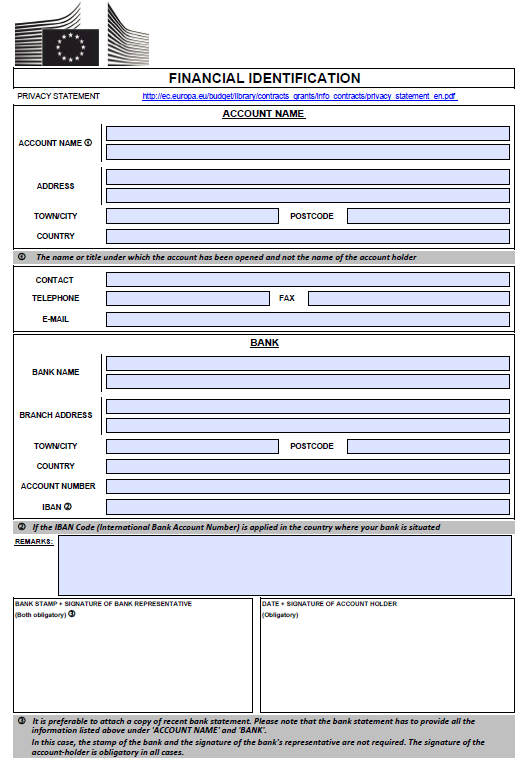 FINANCIAL IDENTIFICATION
PRIVACY STATEMENT http://ec.europa.eu/budget/library/contracts_grants/info_contracts/privacy_statement_en.pdf
ACCOUNT NAME
ACCOUNT NAME ①
ADDRESS
TOWN/CITY POSTCODE
COUNTRY
① The name or title under which the account has been opened and not the name of the account holder
CONTACT
TELEPHONE FAX
E-MAIL
BANK
BANK NAME
BRANCH ADDRESS
TOWN/CITY POSTCODE
COUNTRY
ACCOUNT NUMBER
IBAN ②
② If the IBAN Code (International Bank Account Number) is applied in the country where your bank is situated
REMARKS:
BANK STAMP + SIGNATURE OF BANK REPRESENTATIVE
(Both obligatory) ③
DATE + SIGNATURE OF ACCOUNT HOLDER
(Obligatory)
③ It is preferable to attach a copy of recent bank statement. Please note that the bank statement has to provide all the
information listed above under 'ACCOUNT NAME' and 'BANK'.
In this case, the stamp of the bank and the signature of the bank's representative are not required. The signature of the
account-holder is obligatory in all cases.